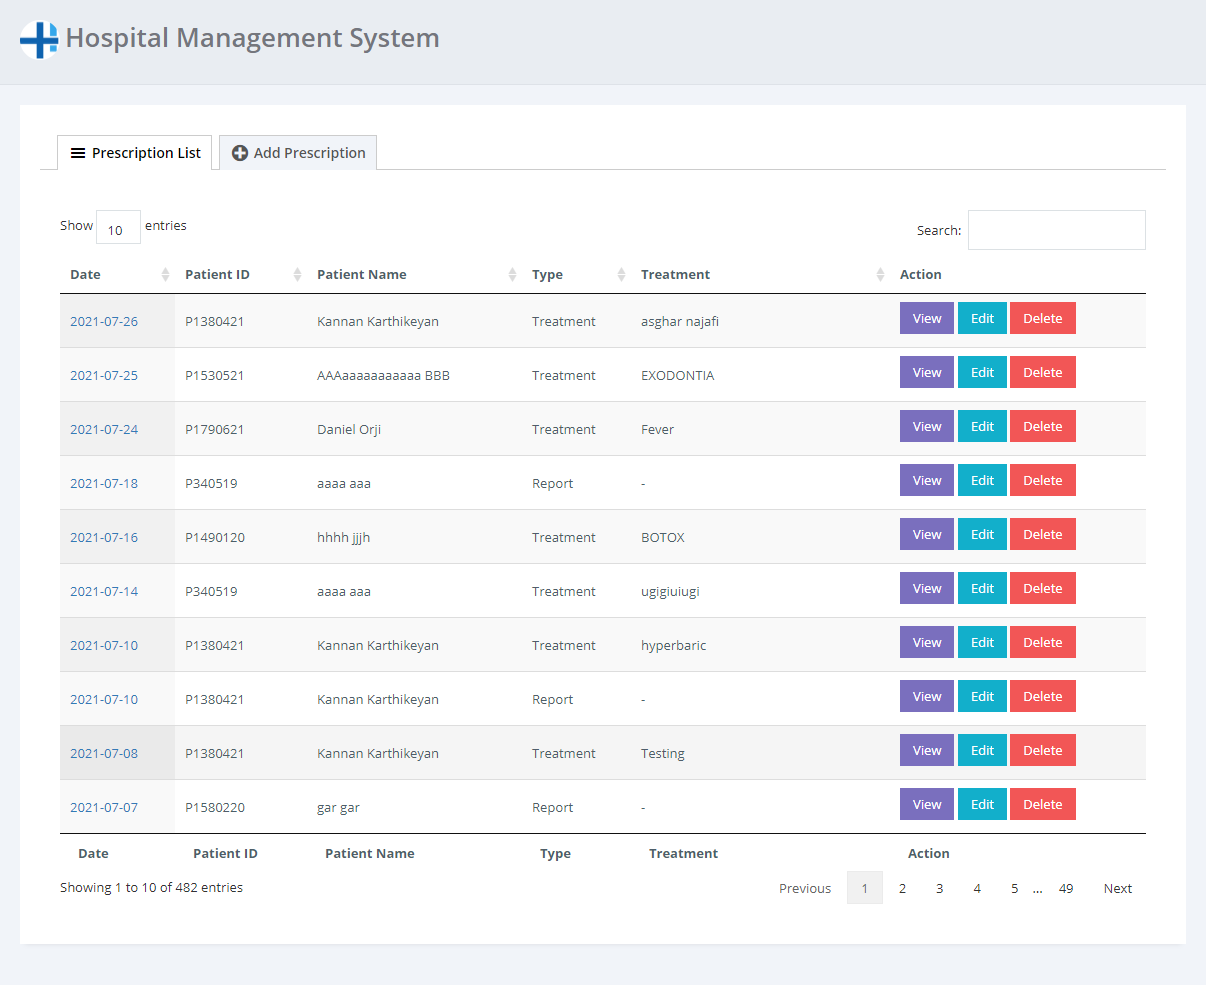 Hospital Management System
Prescription List Add Prescription
Show 10 entries Search:
Date Patient ID Patient Name Type Treatment Action
2021-07-26 P1380421 Kannan Karthikeyan Treatment asghar najafi View Edit Delete
2021-07-25 P1530521 AAAaaaaaaaaaaa BBB Treatment EXODONTIA View Edit Delete
2021-07-24 P1790621 Daniel Orji Treatment Fever View Edit Delete
2021-07-18 P340519 aaaa aaa Report - View Edit Delete
2021-07-16 P1490120 hhhh jjjh Treatment BOTOX View Edit Delete
2021-07-14 P340519 aaaa aaa Treatment ugigiuiugi View Edit Delete
2021-07-10 P1380421 Kannan Karthikeyan Treatment hyperbaric View Edit Delete
2021-07-10 P1380421 Kannan Karthikeyan Report - View Edit Delete
2021-07-08 P1380421 Kannan Karthikeyan Treatment Testing View Edit Delete
2021-07-07 P1580220 gar gar Report - View Edit Delete
Date Patient ID Patient Name Type Treatment Action
Showing 1 to 10 of 482 entries Previous 1 2 3 4 5 ... 49 Next